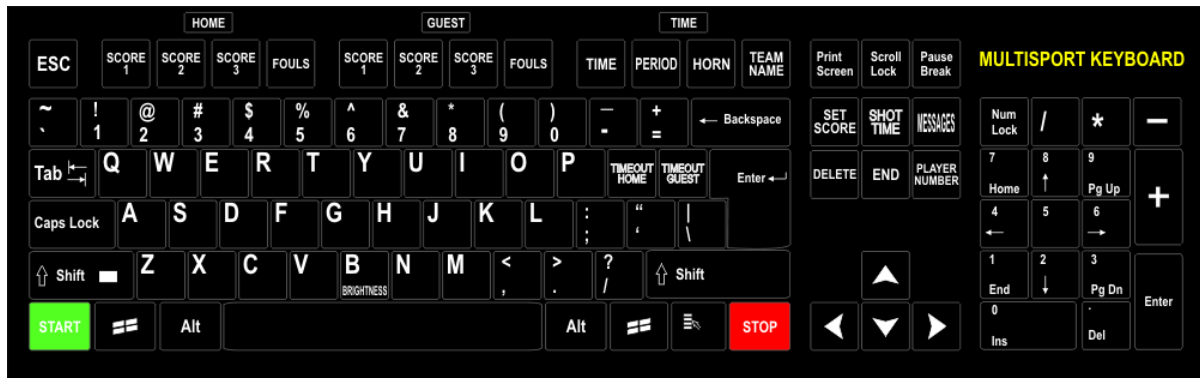 HOME GUEST TIME
ESC SCORE 1 SCORE 2 SCORE 3 FOULS SCORE 1 SCORE 2 SCORE 3 FOULS TIME PERIOD HORN TEAM NAME Print Screen Scroll Lock Pause Break MULTISPORT KEYBOARD
~ ` ! 1 @ 2 # 3 $ 4 % 5 ^ 6 & 7 * 8 ( 9 ) 0 — - + = ← Backspace SET SCORE SHOT TIME MESSAGES Num Lock / * —
Tab Q W E R T Y U I O P TIMEOUT HOME TIMEOUT GUEST Enter DELETE END PLAYER NUMBER 7 Home 8 ↑ 9 Pg Up +
Caps Lock A S D F G H J K L : ; “ ‘ | \ 4 ← 5 6 →
⇧ Shift Z X C V B BRIGHTNESS N M < , > . ? / ⇧ Shift 1 End 2 ↓ 3 Pg Dn Enter
START Alt Alt STOP 0 Ins . Del